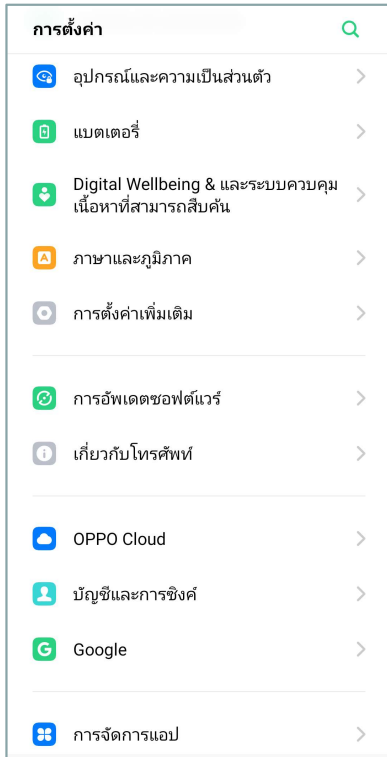 การตั้งค่า
อุปกรณ์และความเป็นส่วนตัว
แบตเตอรี่
Digital Wellbeing & และระบบควบคุม
เนื้อหาที่สามารถสืบค้น
A
ภาษาและภูมิภาค
การตั้งค่าเพิ่มเติม
การอัพเดตซอฟต์แวร์
เกี่ยวกับโทรศัพท์
OPPO Cloud
บัญชีและการซิงค์
G
Google
การจัดการแอป